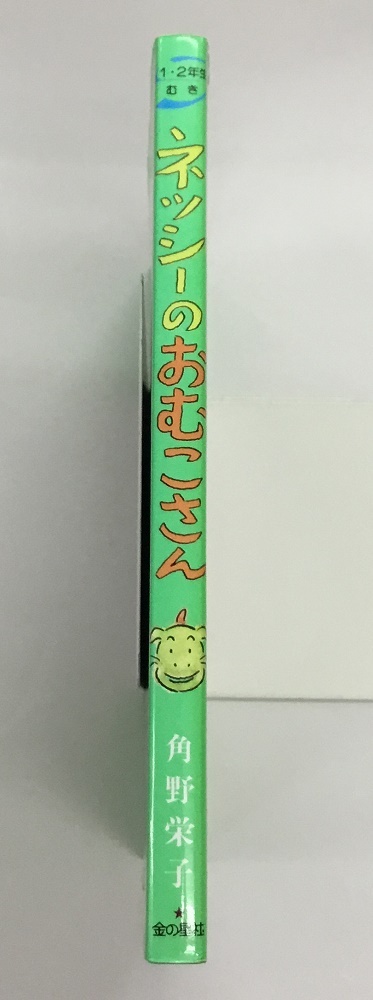 1・2年生
むき
ネッシーのおむこさん
角野栄子
金の星社